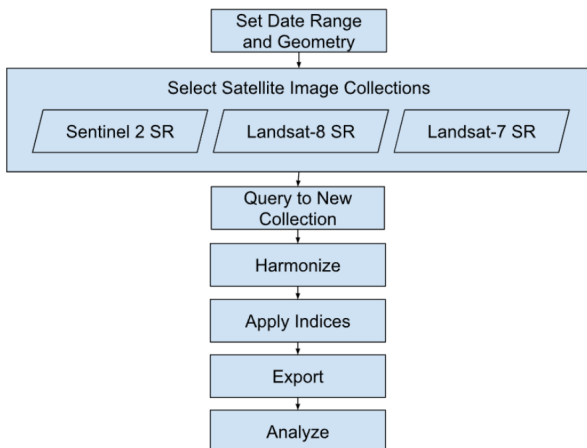 Set Date Range
and Geometry
Select Satellite Image Collections
Sentinel 2 SR
Landsat-8 SR
Landsat-7 SR
Query to New
Collection
Harmonize
Apply Indices
Export
Analyze